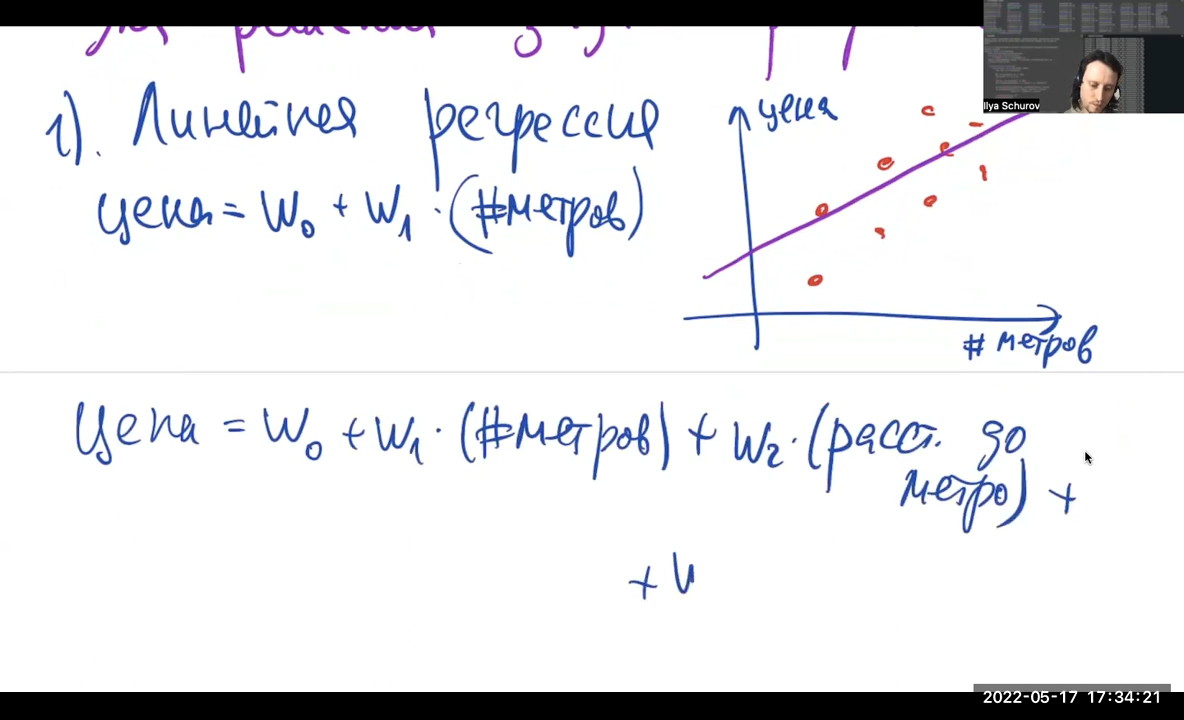 Ilya Schurov
1). Линейная регрессия
цена = w₀ + w₁ · (#метров)
цена
# метров
Цена = w₀ + w₁ · (#метров) + w₂ · (расст. до
метро) +
+ w
2022-05-17 17:34:21